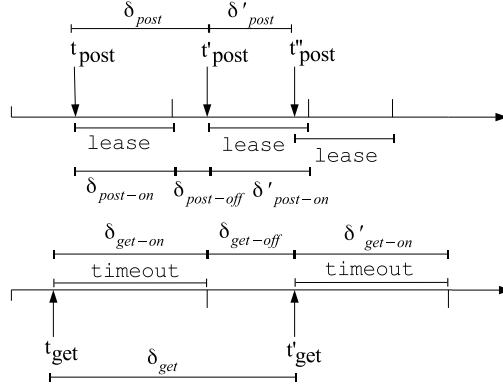 δpost δ'post
tpost t'post t''post
lease lease
lease
δpost−on δpost−off δ'post−on
δget−on δget−off δ'get−on
timeout timeout
tget t'get
δget